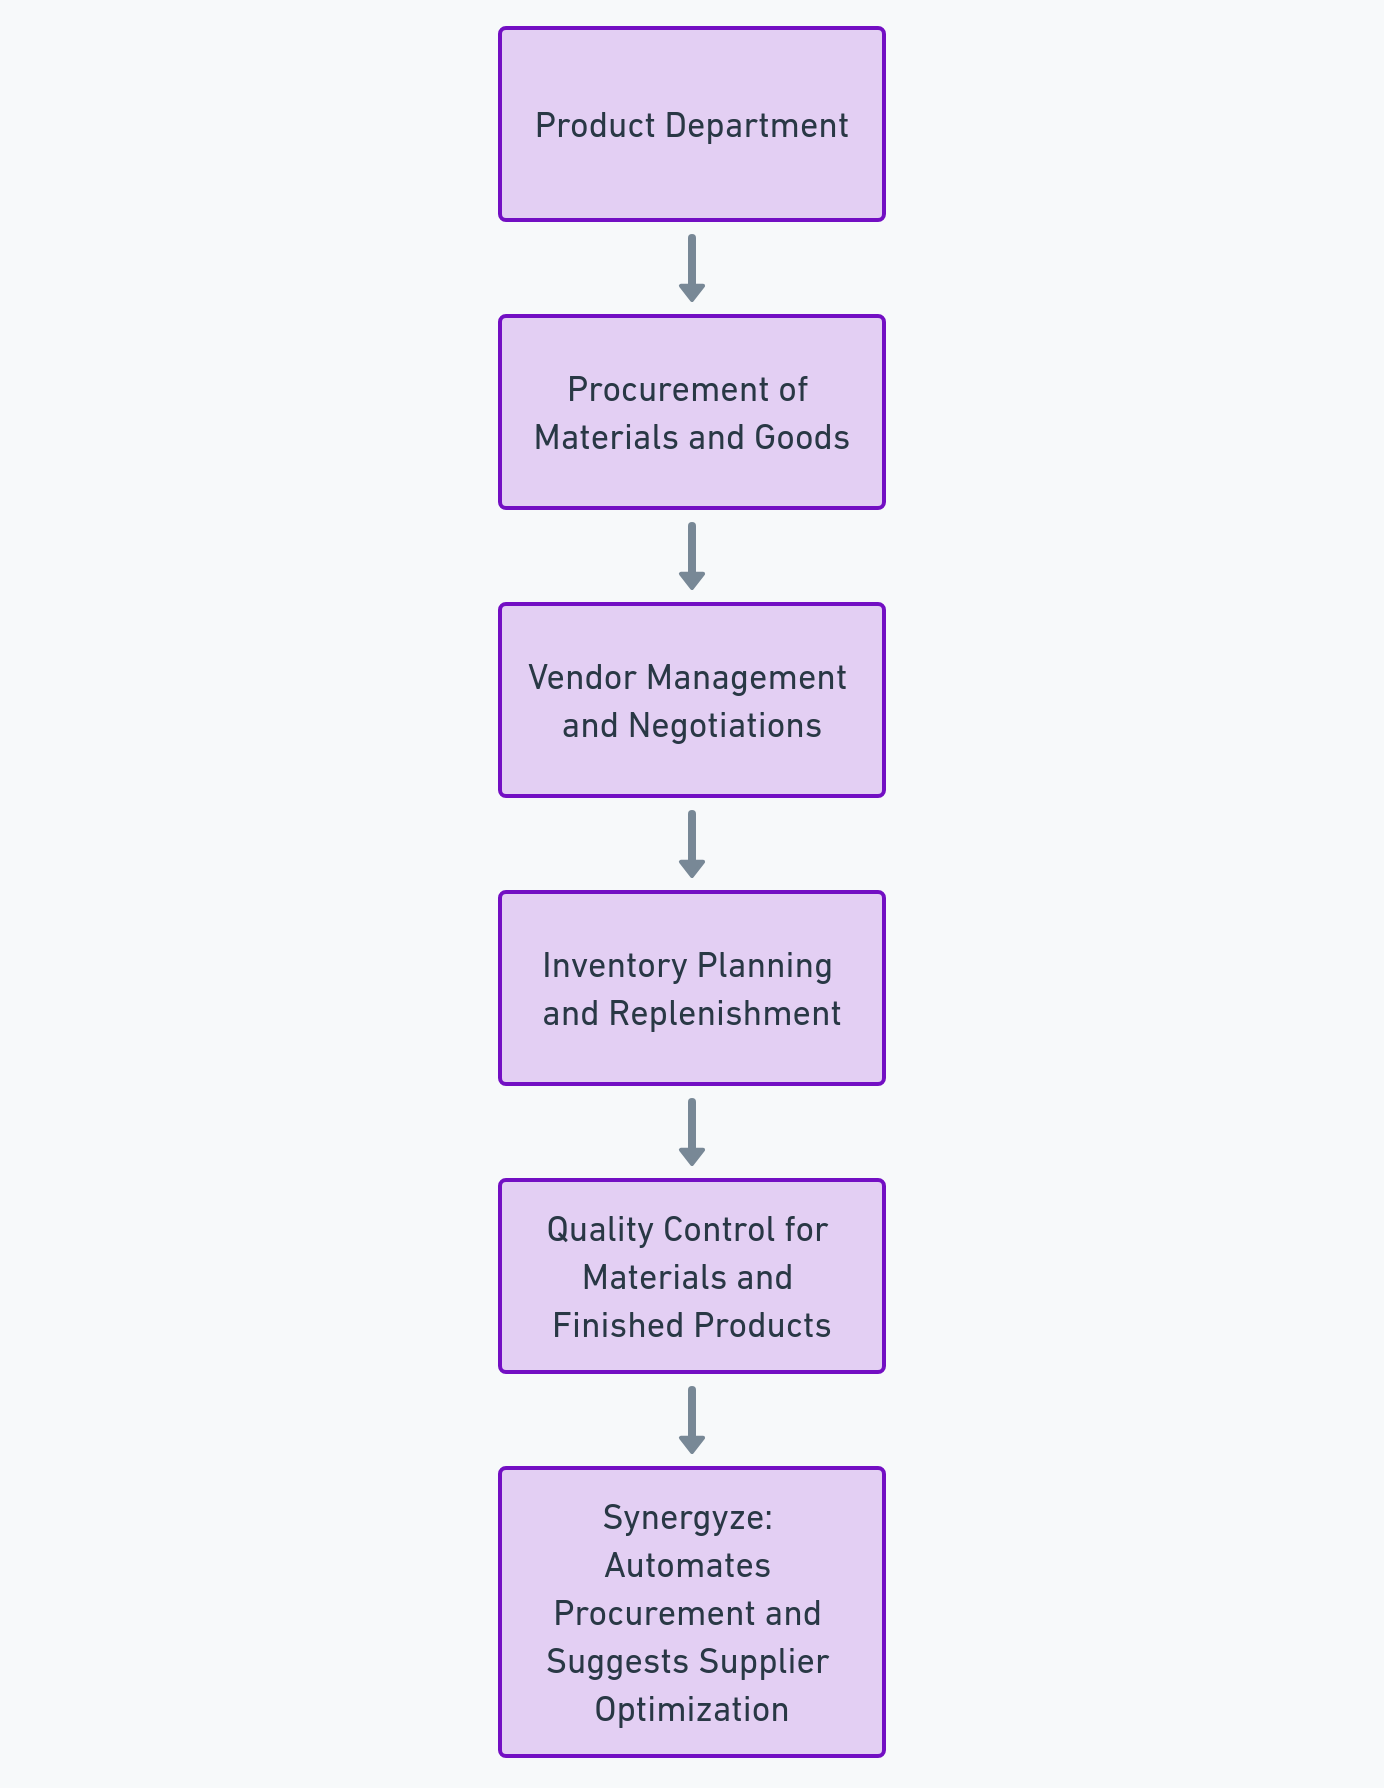 Product Department
Procurement of
Materials and Goods
Vendor Management
and Negotiations
Inventory Planning
and Replenishment
Quality Control for
Materials and
Finished Products
Synergyze:
Automates
Procurement and
Suggests Supplier
Optimization